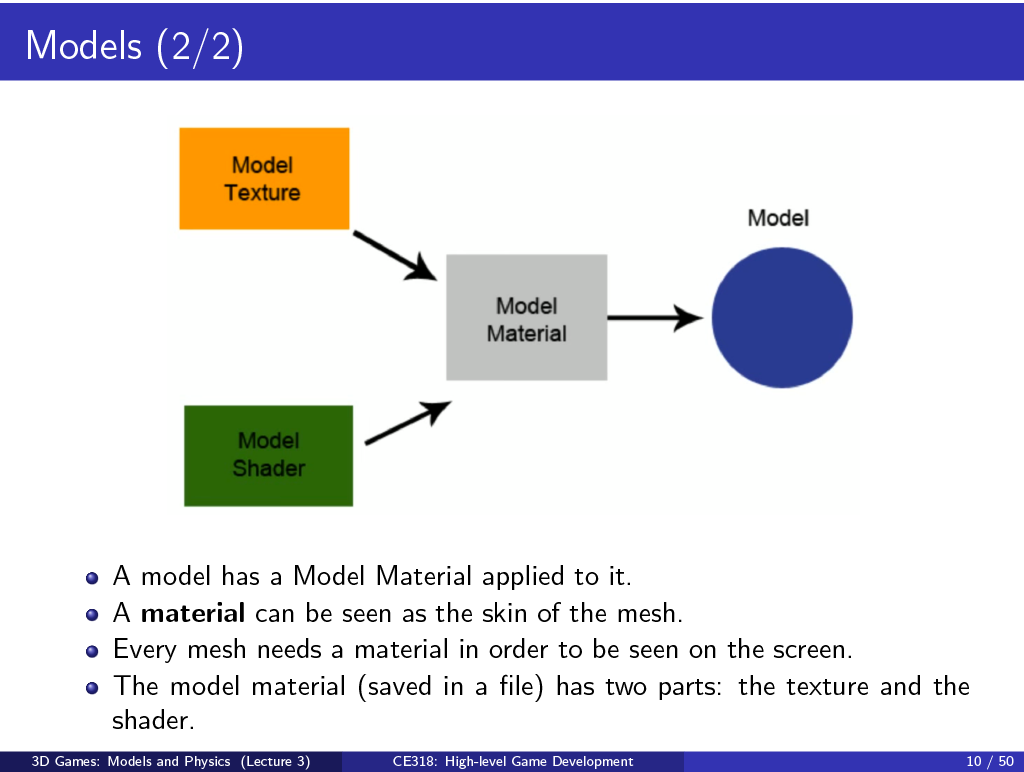 Models (2/2)
Model
Texture
Model
Model
Material
Model
Shader
A model has a Model Material applied to it.
A material can be seen as the skin of the mesh.
Every mesh needs a material in order to be seen on the screen.
The model material (saved in a file) has two parts: the texture and the
shader.
3D Games: Models and Physics (Lecture 3) CE318: High-level Game Development 10 / 50